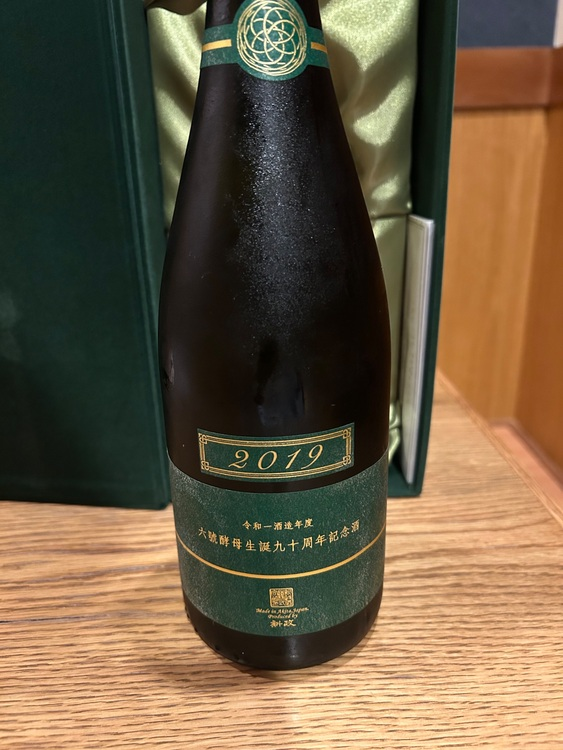 2019
令和一酒造年度
六號酵母生誕九十周年記念酒
Made in Akita, Japan.
Produced by
新政